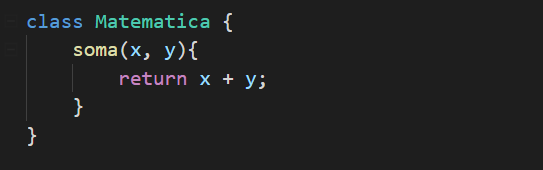 class Matematica {
    soma(x, y){
        return x + y;
    }
}